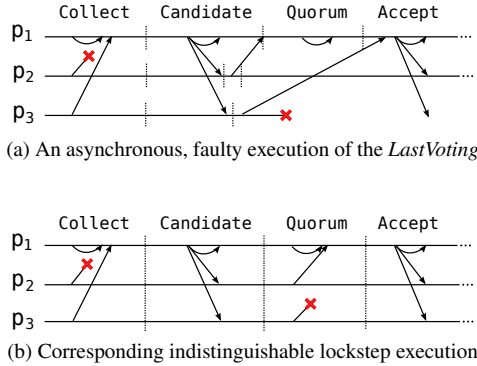 Collect Candidate Quorum Accept
p1
p2
p3
...
...
(a) An asynchronous, faulty execution of the LastVoting
Collect Candidate Quorum Accept
p1
p2
p3
...
...
...
(b) Corresponding indistinguishable lockstep execution